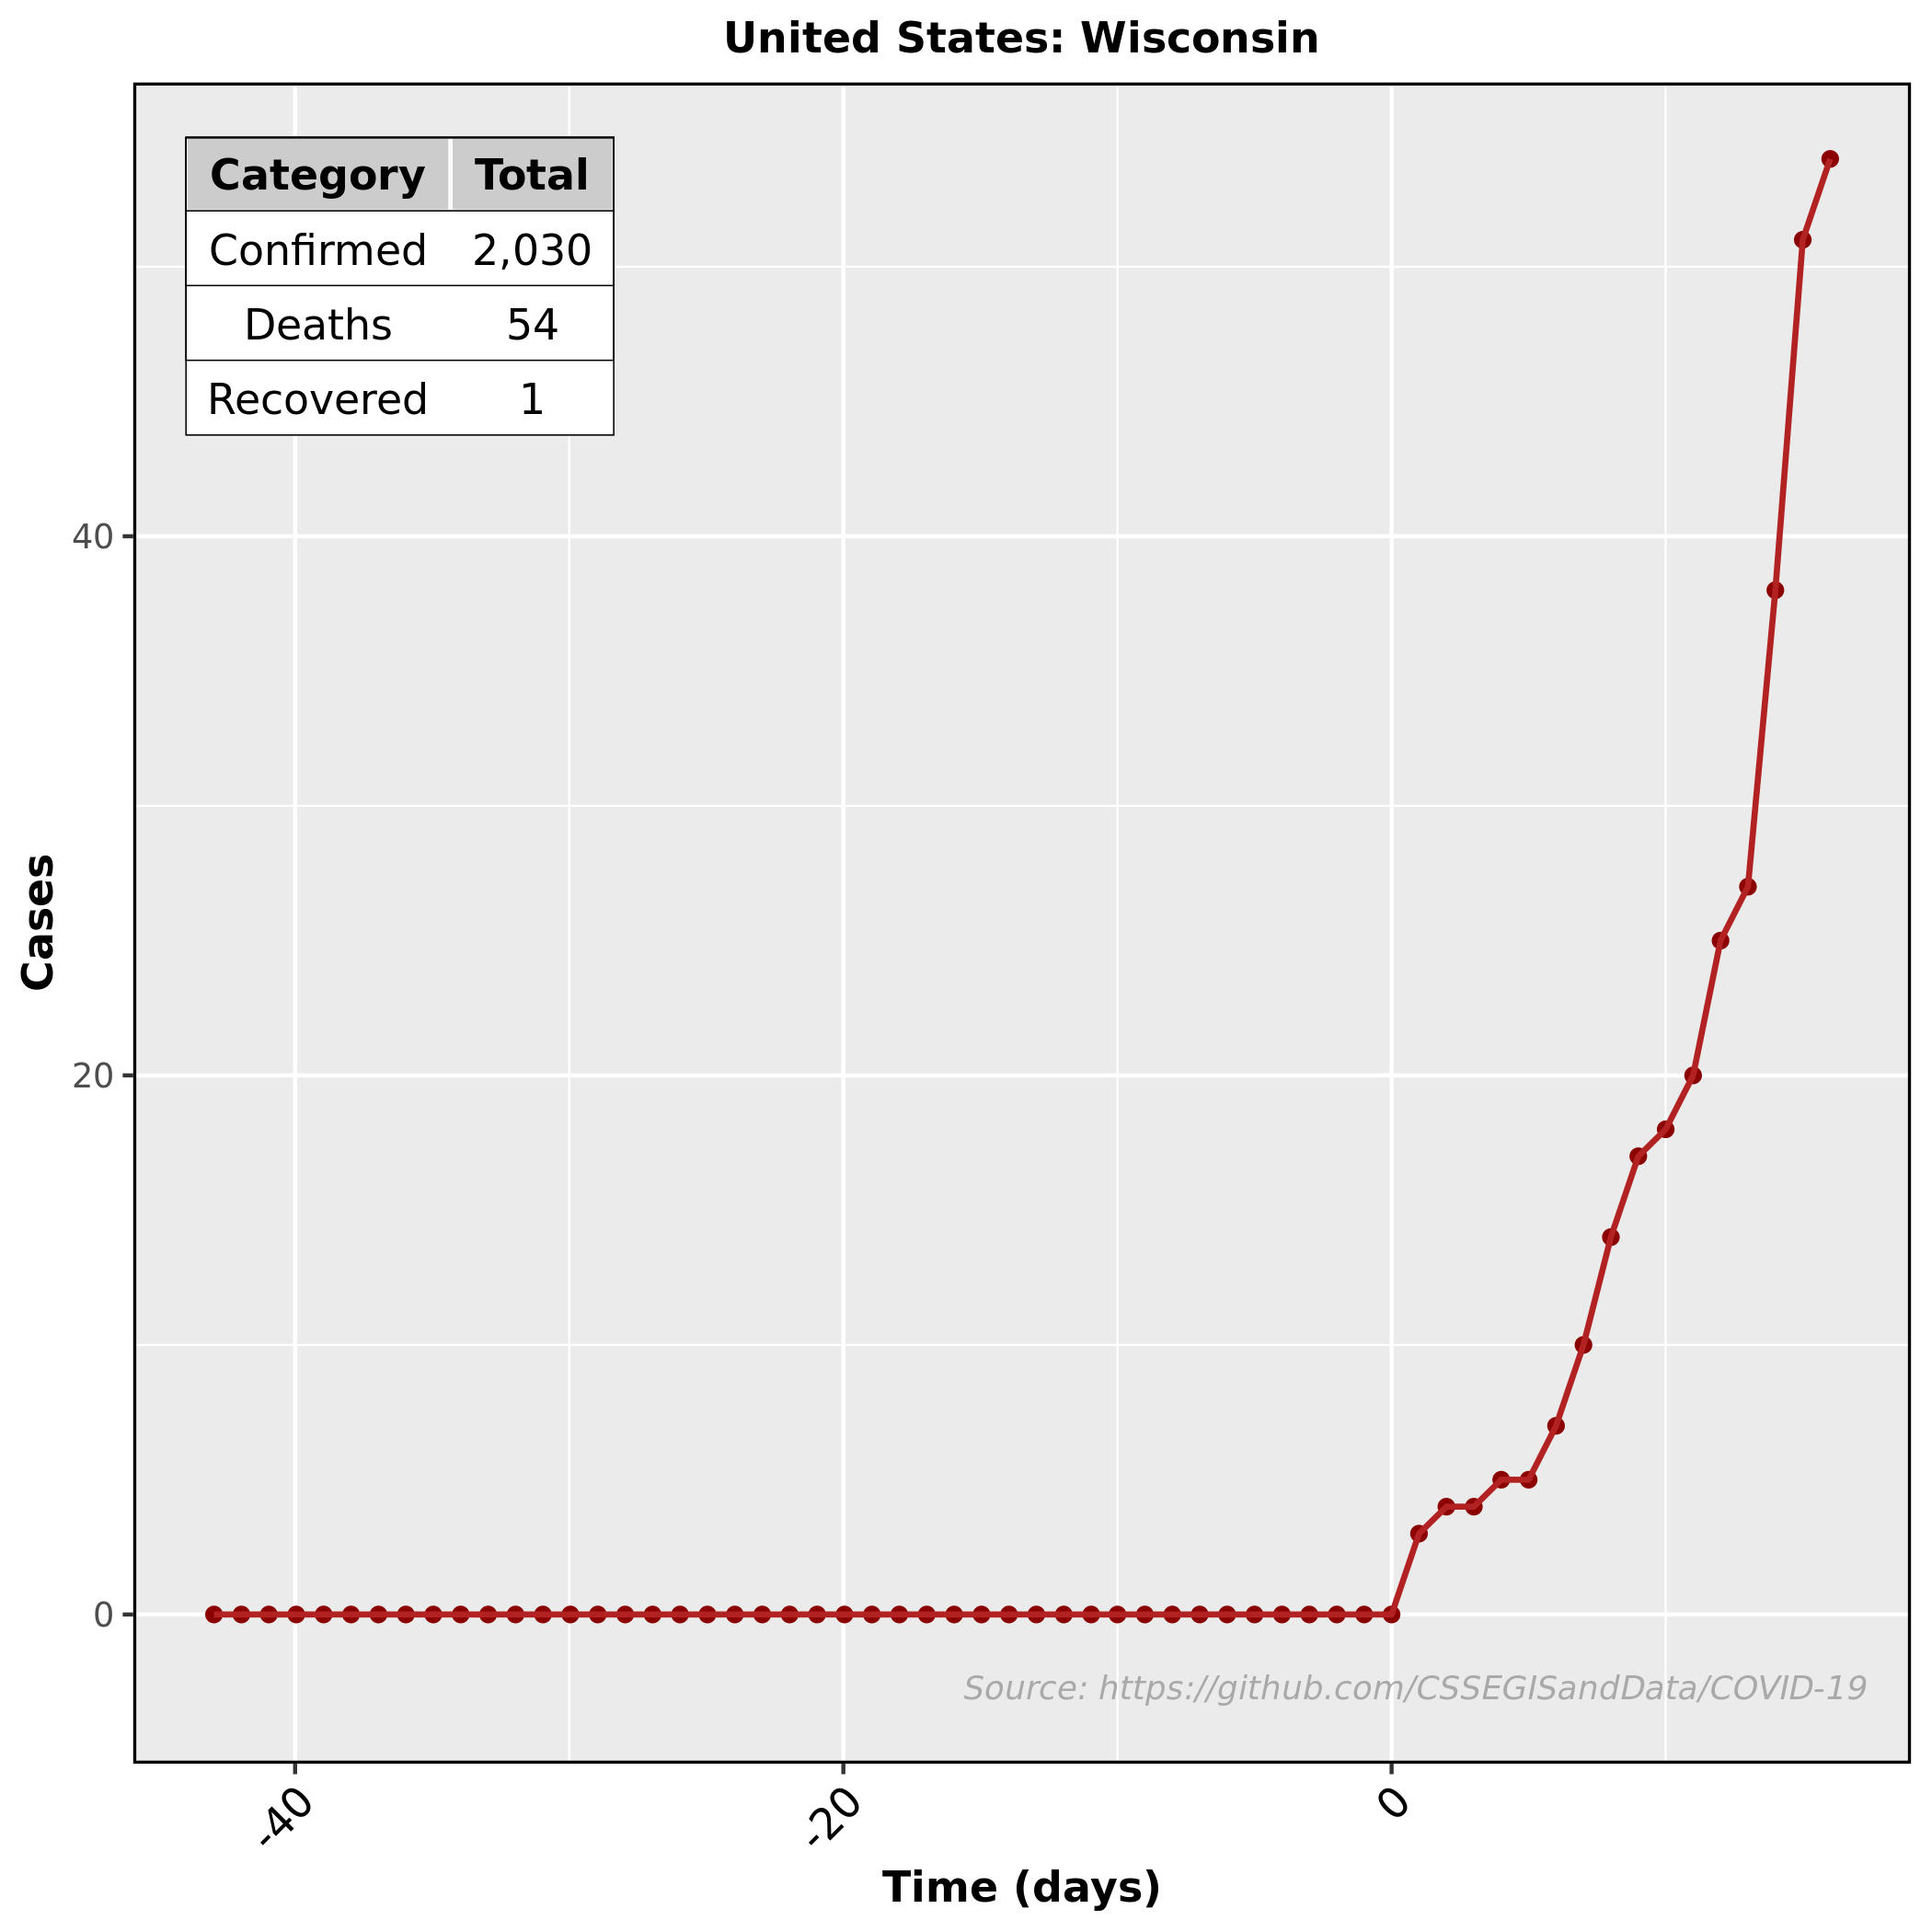 United States: Wisconsin
Category Total
Confirmed 2,030
Deaths 54
Recovered 1
40
20
0
Cases
Source: https://github.com/CSSEGISandData/COVID-19
-40 -20 0
Time (days)